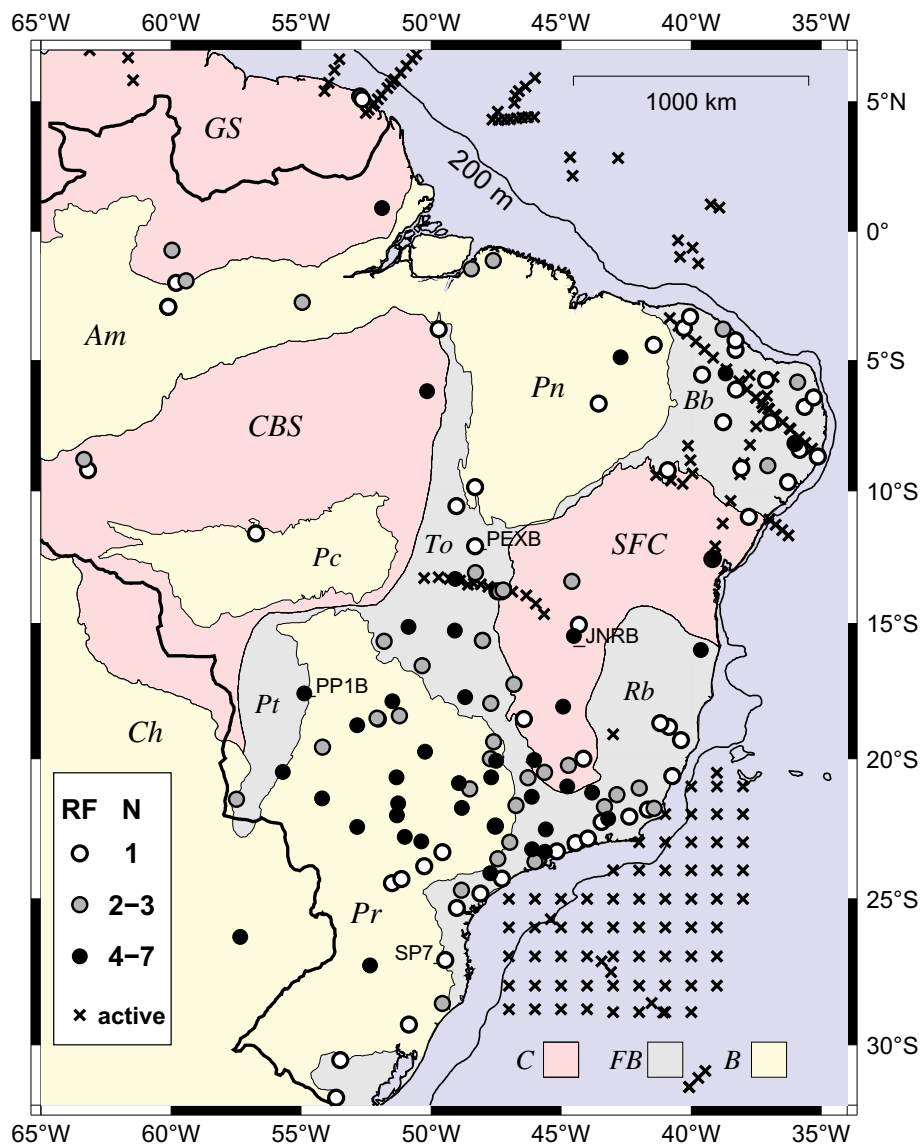 65°W 60°W 55°W 50°W 45°W 40°W 35°W
5°N
1000 km
GS
200 m
0°
Am
Pn
5°S
CBS
Bb
10°S
Pc
To
PEXB
SFC
15°S
JNRB
Pt
PP1B
Rb
Ch
20°S
RF N
1
2−3
4−7
active
25°S
Pr
SP7
C FB B
30°S
65°W 60°W 55°W 50°W 45°W 40°W 35°W